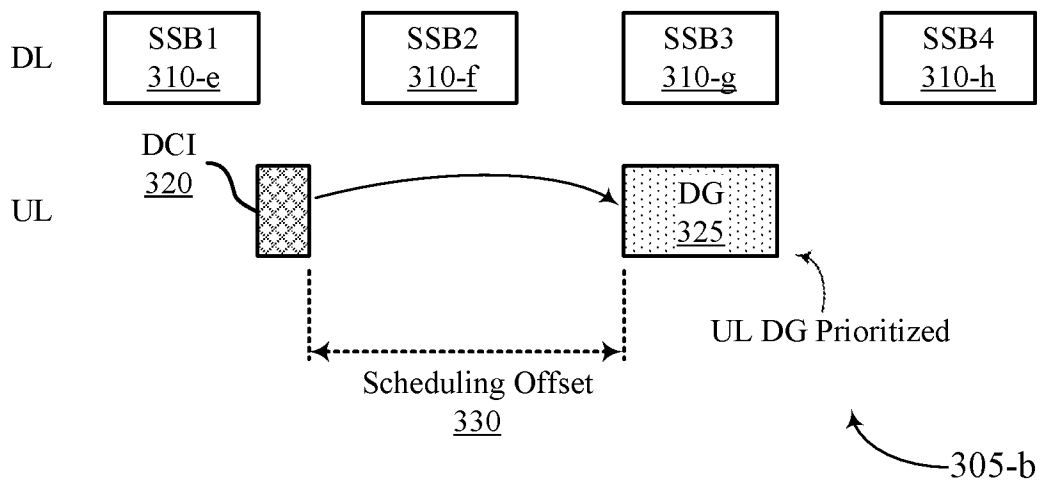 DL
SSB1
310-e
SSB2
310-f
SSB3
310-g
SSB4
310-h
DCI
320
UL
DG
325
UL DG Prioritized
Scheduling Offset
330
305-b